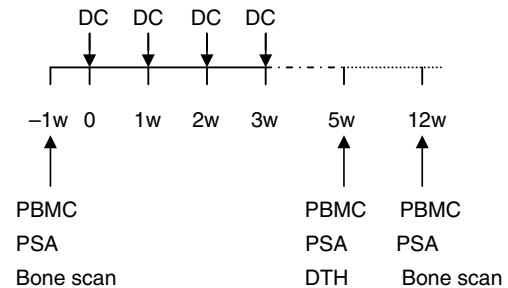 DC DC DC DC
–1w 0 1w 2w 3w 5w 12w
PBMC PBMC PBMC
PSA PSA PSA
Bone scan DTH Bone scan